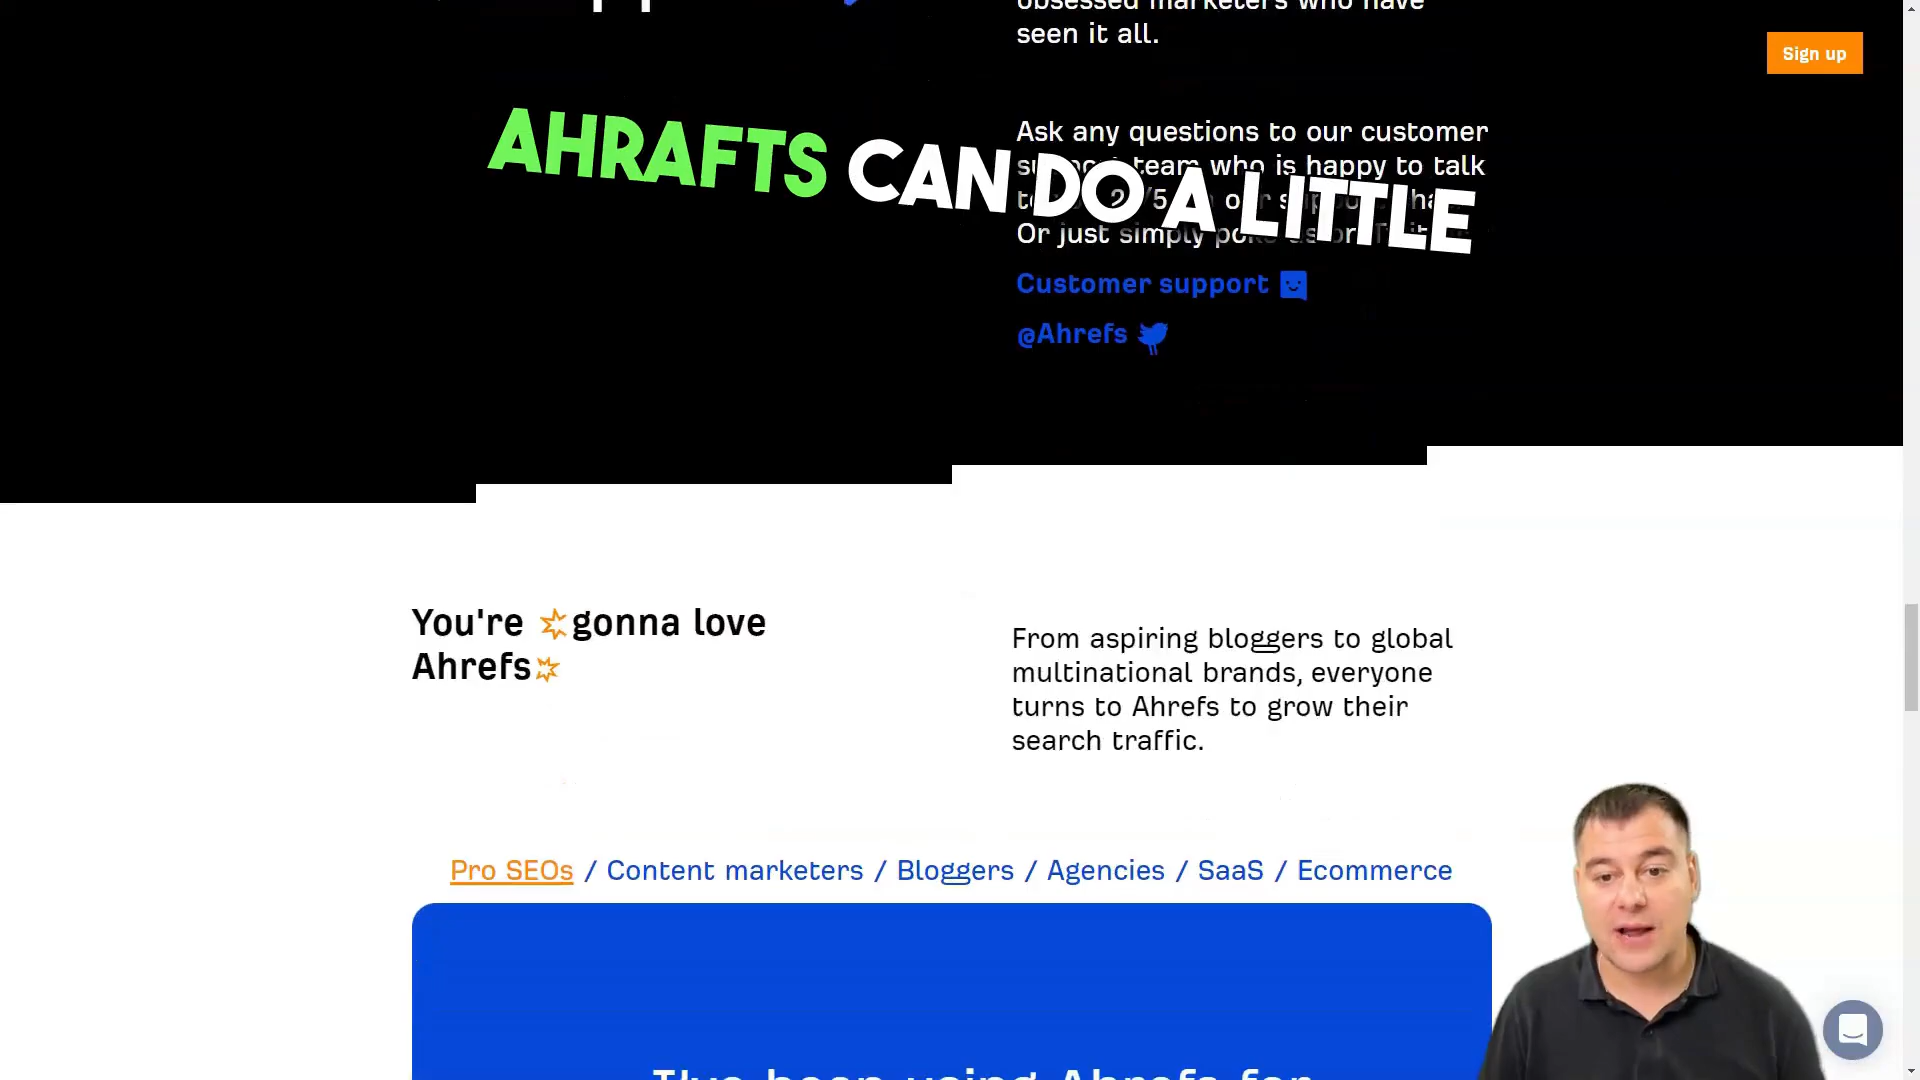 obsessed marketers who have
seen it all.
Sign up
AHRAFTS CAN DO A LITTLE
Ask any questions to our customer
support team who is happy to talk
Or just simply
Customer support
@Ahrefs
You're gonna love
Ahrefs
From aspiring bloggers to global
multinational brands, everyone
turns to Ahrefs to grow their
search traffic.
Pro SEOs / Content marketers / Bloggers / Agencies / SaaS / Ecommerce
I've been using Ahrefs for